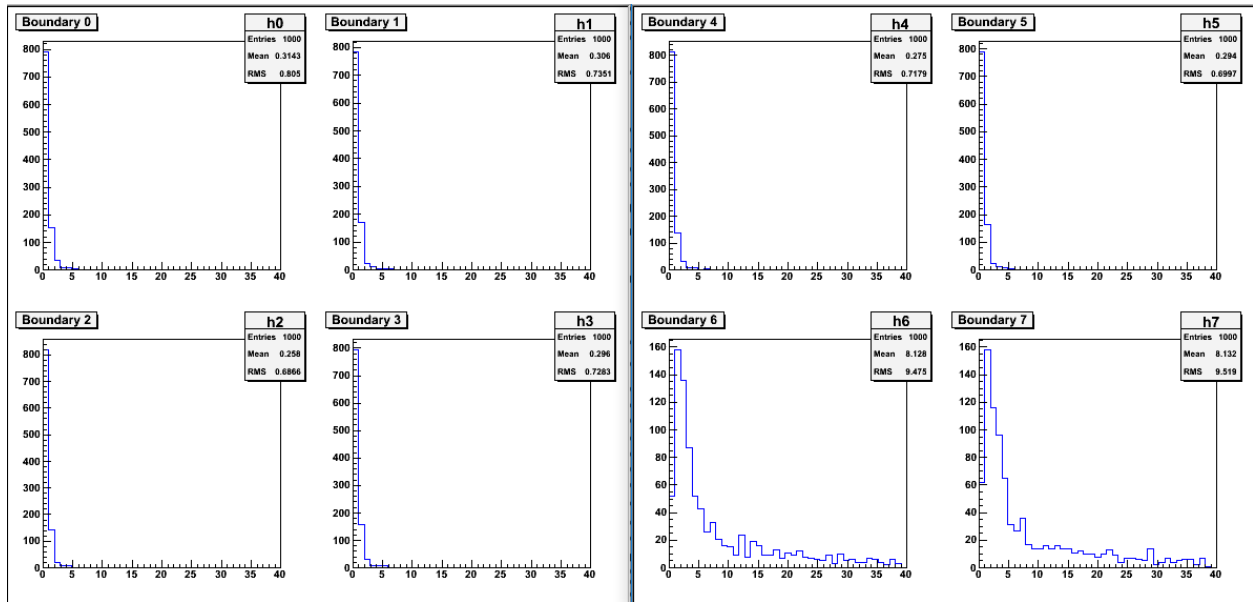 Boundary 0
h0
Entries 1000
Mean 0.3143
RMS 0.805
800
700
600
500
400
300
200
100
0
0 5 10 15 20 25 30 35 40
Boundary 1
h1
Entries 1000
Mean 0.306
RMS 0.7351
800
700
600
500
400
300
200
100
0
0 5 10 15 20 25 30 35 40
Boundary 4
h4
Entries 1000
Mean 0.275
RMS 0.7179
800
700
600
500
400
300
200
100
0
0 5 10 15 20 25 30 35 40
Boundary 5
h5
Entries 1000
Mean 0.294
RMS 0.6997
800
700
600
500
400
300
200
100
0
0 5 10 15 20 25 30 35 40
Boundary 2
h2
Entries 1000
Mean 0.258
RMS 0.6866
800
700
600
500
400
300
200
100
0
0 5 10 15 20 25 30 35 40
Boundary 3
h3
Entries 1000
Mean 0.296
RMS 0.7283
800
700
600
500
400
300
200
100
0
0 5 10 15 20 25 30 35 40
Boundary 6
h6
Entries 1000
Mean 8.128
RMS 9.475
160
140
120
100
80
60
40
20
0
0 5 10 15 20 25 30 35 40
Boundary 7
h7
Entries 1000
Mean 8.132
RMS 9.519
160
140
120
100
80
60
40
20
0
0 5 10 15 20 25 30 35 40